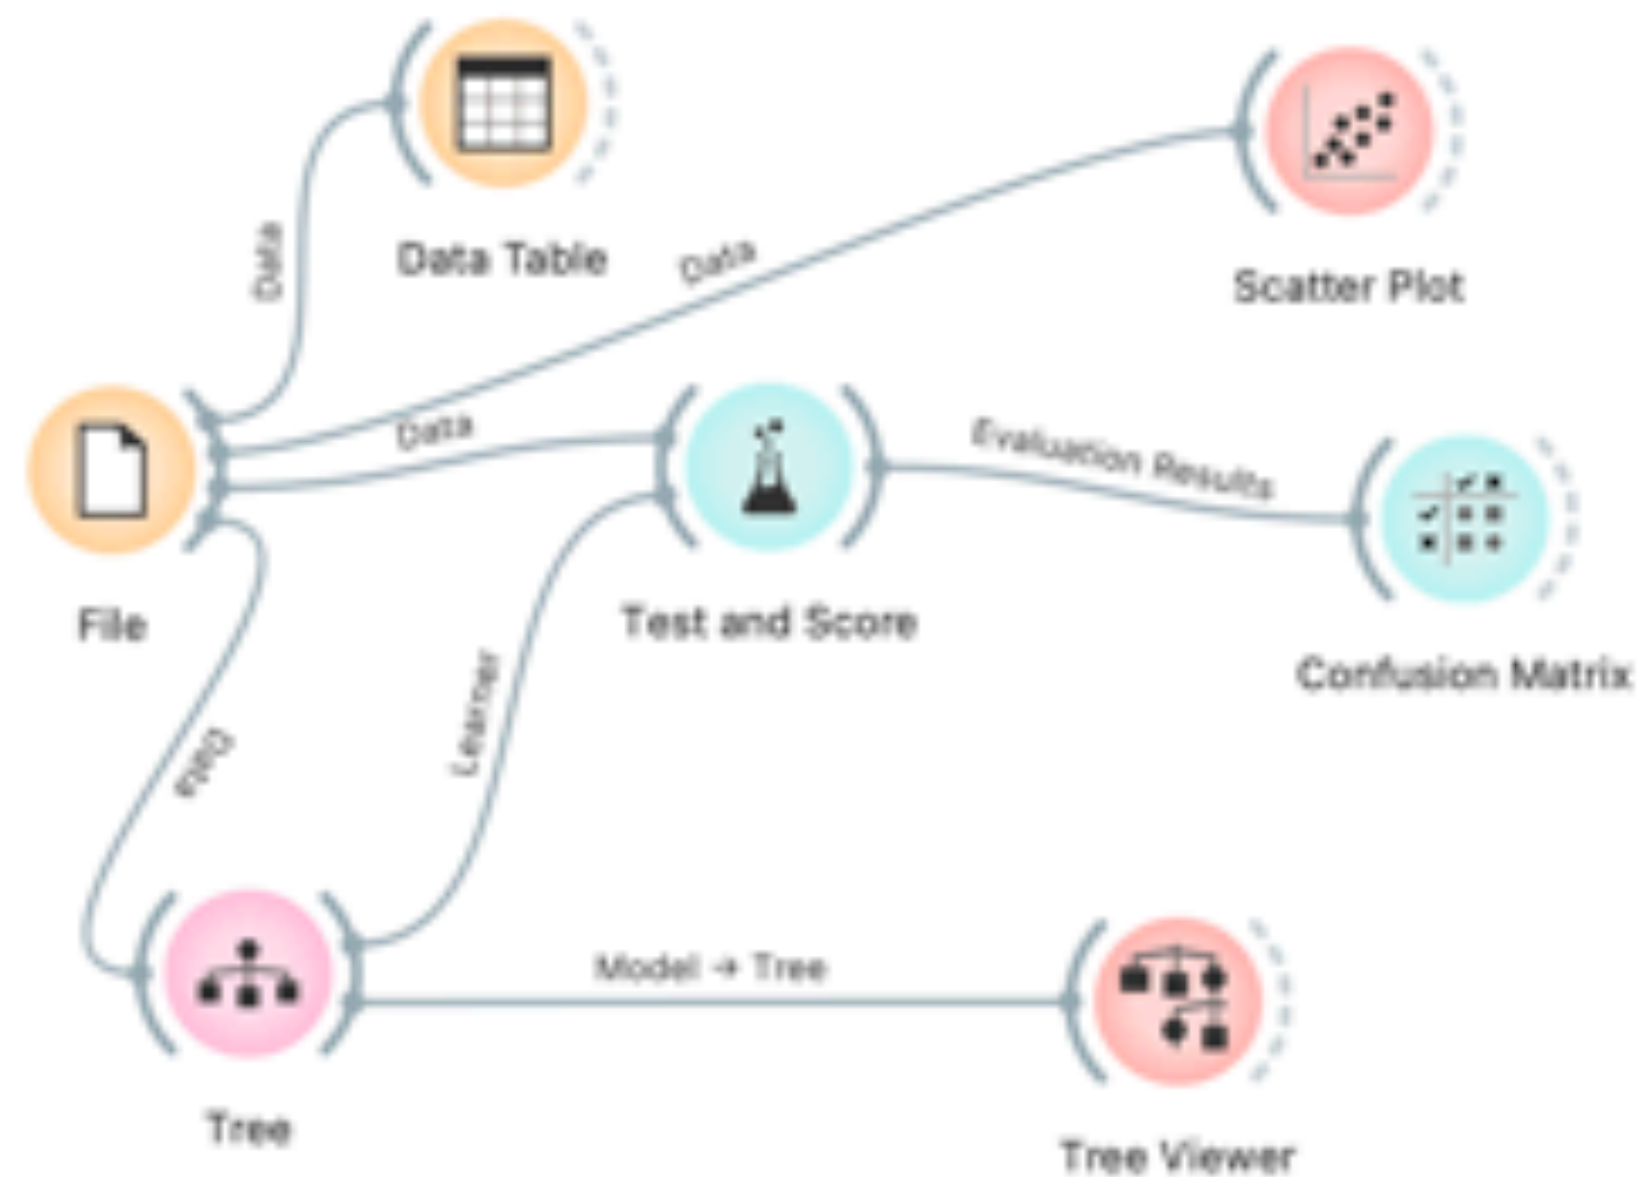 Data
Data Table
Data
Scatter Plot
Data
Evaluation Results
File
Test and Score
Confusion Matrix
Data
Learner
Model → Tree
Tree
Tree Viewer